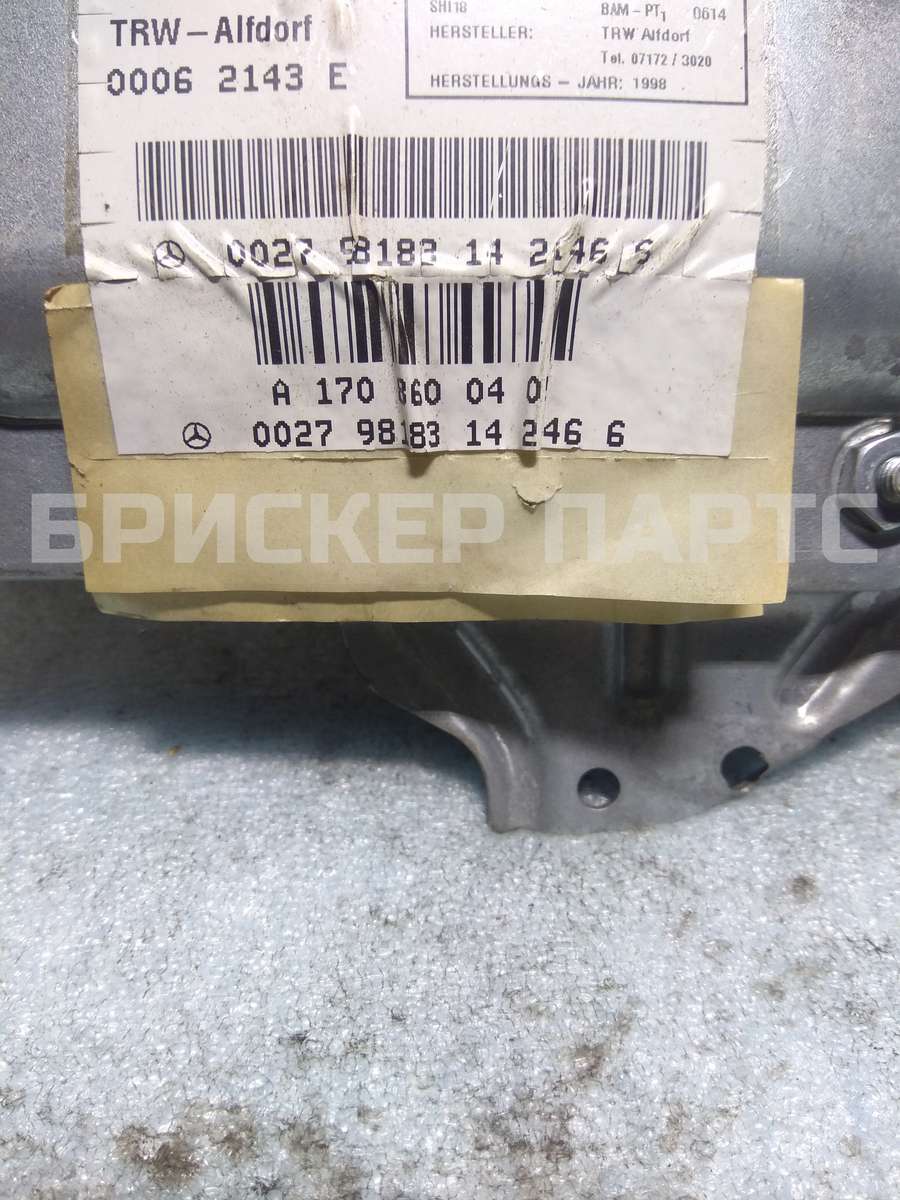 SHI18 BAM - PT1 0614
TRW - Alfdorf
HERSTELLER: TRW Alfdorf
Tel. 07172 / 3020
0006 2143 E
HERSTELLUNGS - JAHR: 1998
0027 98183 14 246 6
A 170 860 04 0
0027 98183 14 246 6
БРИСКЕР ПАРТС